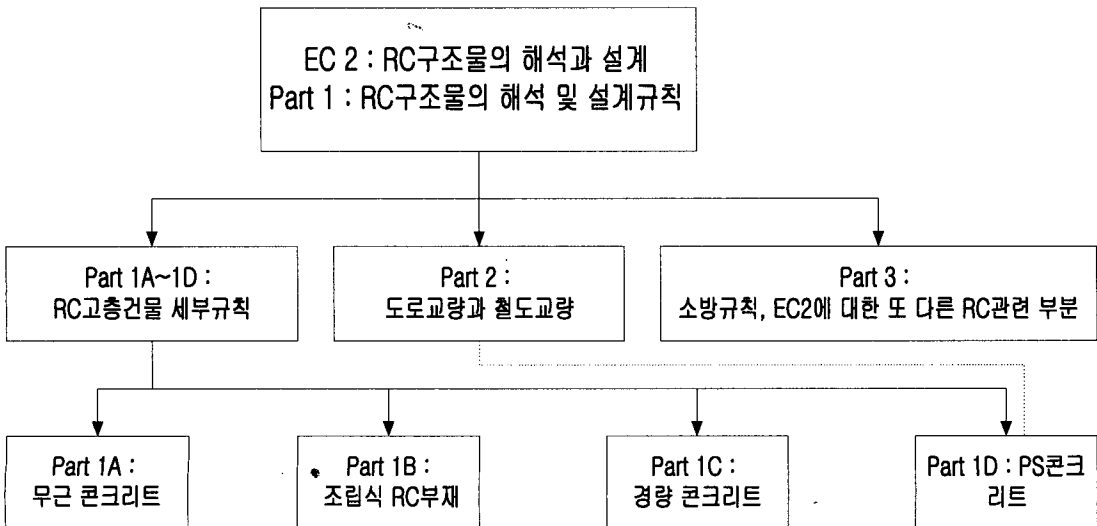 EC 2 : RC구조물의 해석과 설계
Part 1 : RC구조물의 해석 및 설계규칙
Part 1A~1D :
RC고층건물 세부규칙
Part 2 :
도로교량과 철도교량
Part 3 :
소방규칙, EC2에 대한 또 다른 RC관련 부분
Part 1A :
무근 콘크리트
Part 1B :
조립식 RC부재
Part 1C :
경량 콘크리트
Part 1D : PS콘크
리트